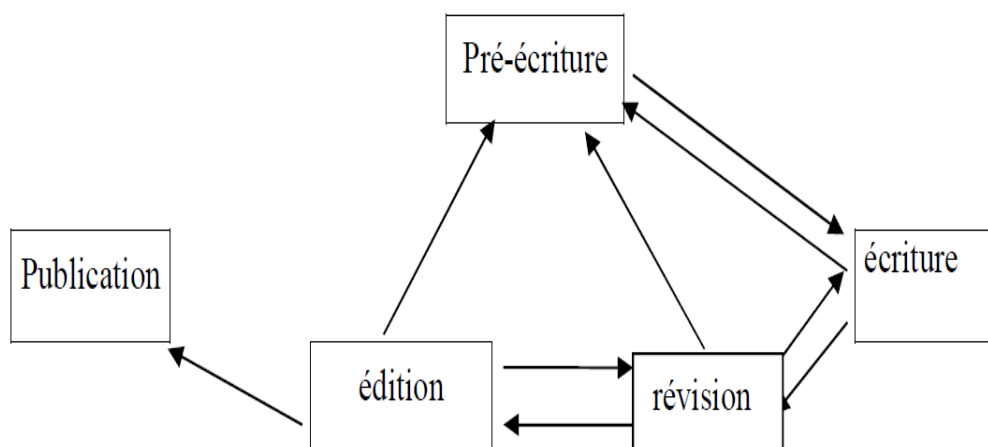 Pré-écriture
Publication
écriture
édition
révision